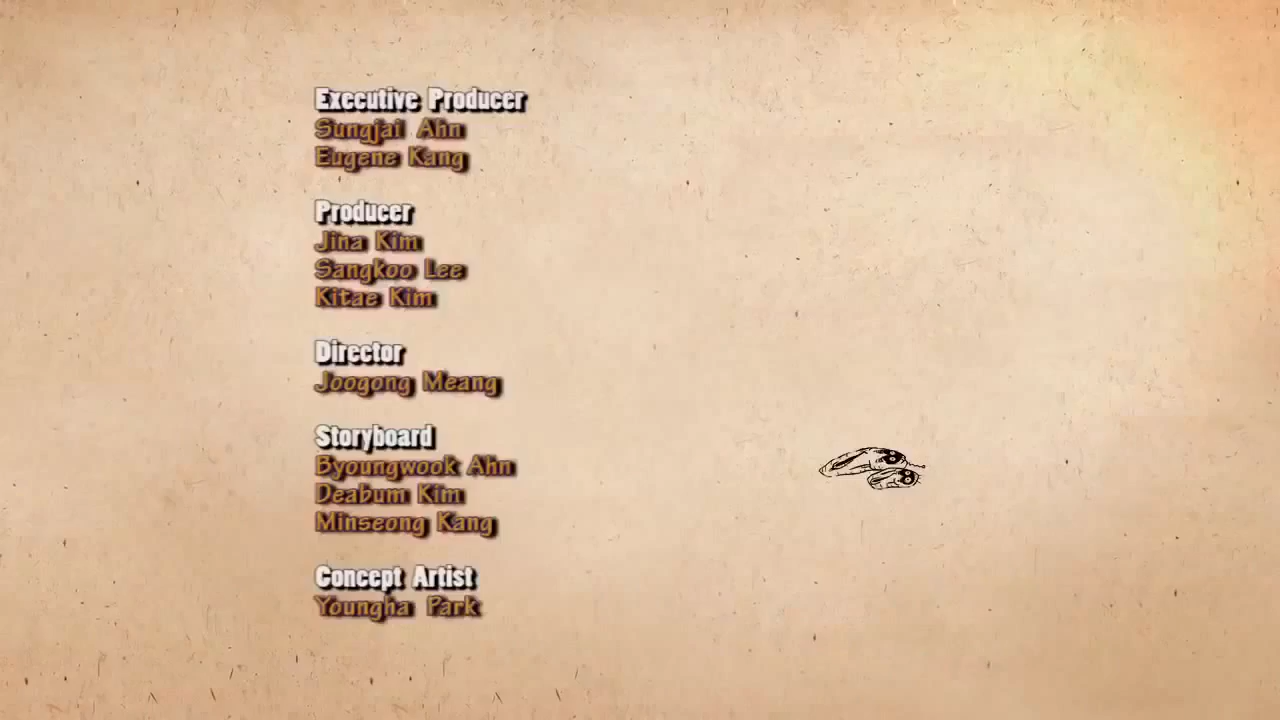 Executive Producer
Sungjai Ahn
Eugene Kang
Producer
Jina Kim
Sangkoo Lee
Kitae Kim
Director
Joogong Meang
Storyboard
Byoungwook Ahn
Deabum Kim
Minseong Kang
Concept Artist
Youngha Park